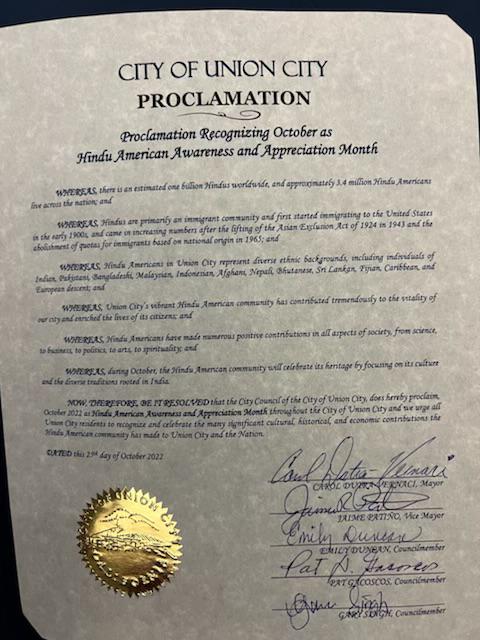 CITY OF UNION CITY
PROCLAMATION
Proclamation Recognizing October as
Hindu American Awareness and Appreciation Month
WHEREAS, there is an estimated one billion Hindus worldwide, and approximately 3.4 million Hindu Americans
live across the nation; and
WHEREAS, Hindus are primarily an immigrant community and first started immigrating to the United States
in the early 1900s, and came in increasing numbers after the lifting of the Asian Exclusion Act of 1924 in 1943 and the
abolishment of quotas for immigrants based on national origin in 1965; and
WHEREAS, Hindu Americans in Union City represent diverse ethnic backgrounds, including individuals of
Indian, Pakistani, Bangladeshi, Malaysian, Indonesian, Afghani, Nepali, Bhutanese, Sri Lankan, Fijian, Caribbean, and
European descent; and
WHEREAS, Union City's vibrant Hindu American community has contributed tremendously to the vitality of
our city and enriched the lives of its citizens; and
WHEREAS, Hindu Americans have made numerous positive contributions in all aspects of society, from science,
to business, to politics, to arts, to spirituality; and
WHEREAS, during October, the Hindu American community will celebrate its heritage by focusing on its culture
and the diverse traditions rooted in India.
NOW, THEREFORE, BE IT RESOLVED that the City Council of the City of Union City, does hereby proclaim,
October 2022 as Hindu American Awareness and Appreciation Month throughout the City of Union City and we urge all
Union City residents to recognize and celebrate the many significant cultural, historical, and economic contributions the
Hindu American community has made to Union City and the Nation.
DATED this 25th day of October 2022
Carol Dutra-Vernaci
CAROL DUTRA-VERNACI, Mayor
JAIME PATIÑO, Vice Mayor
Emily Duncan
EMILY DUNCAN, Councilmember
Pat D. Gacoscos
PAT GACOSCOS, Councilmember
GARY SINGH, Councilmember